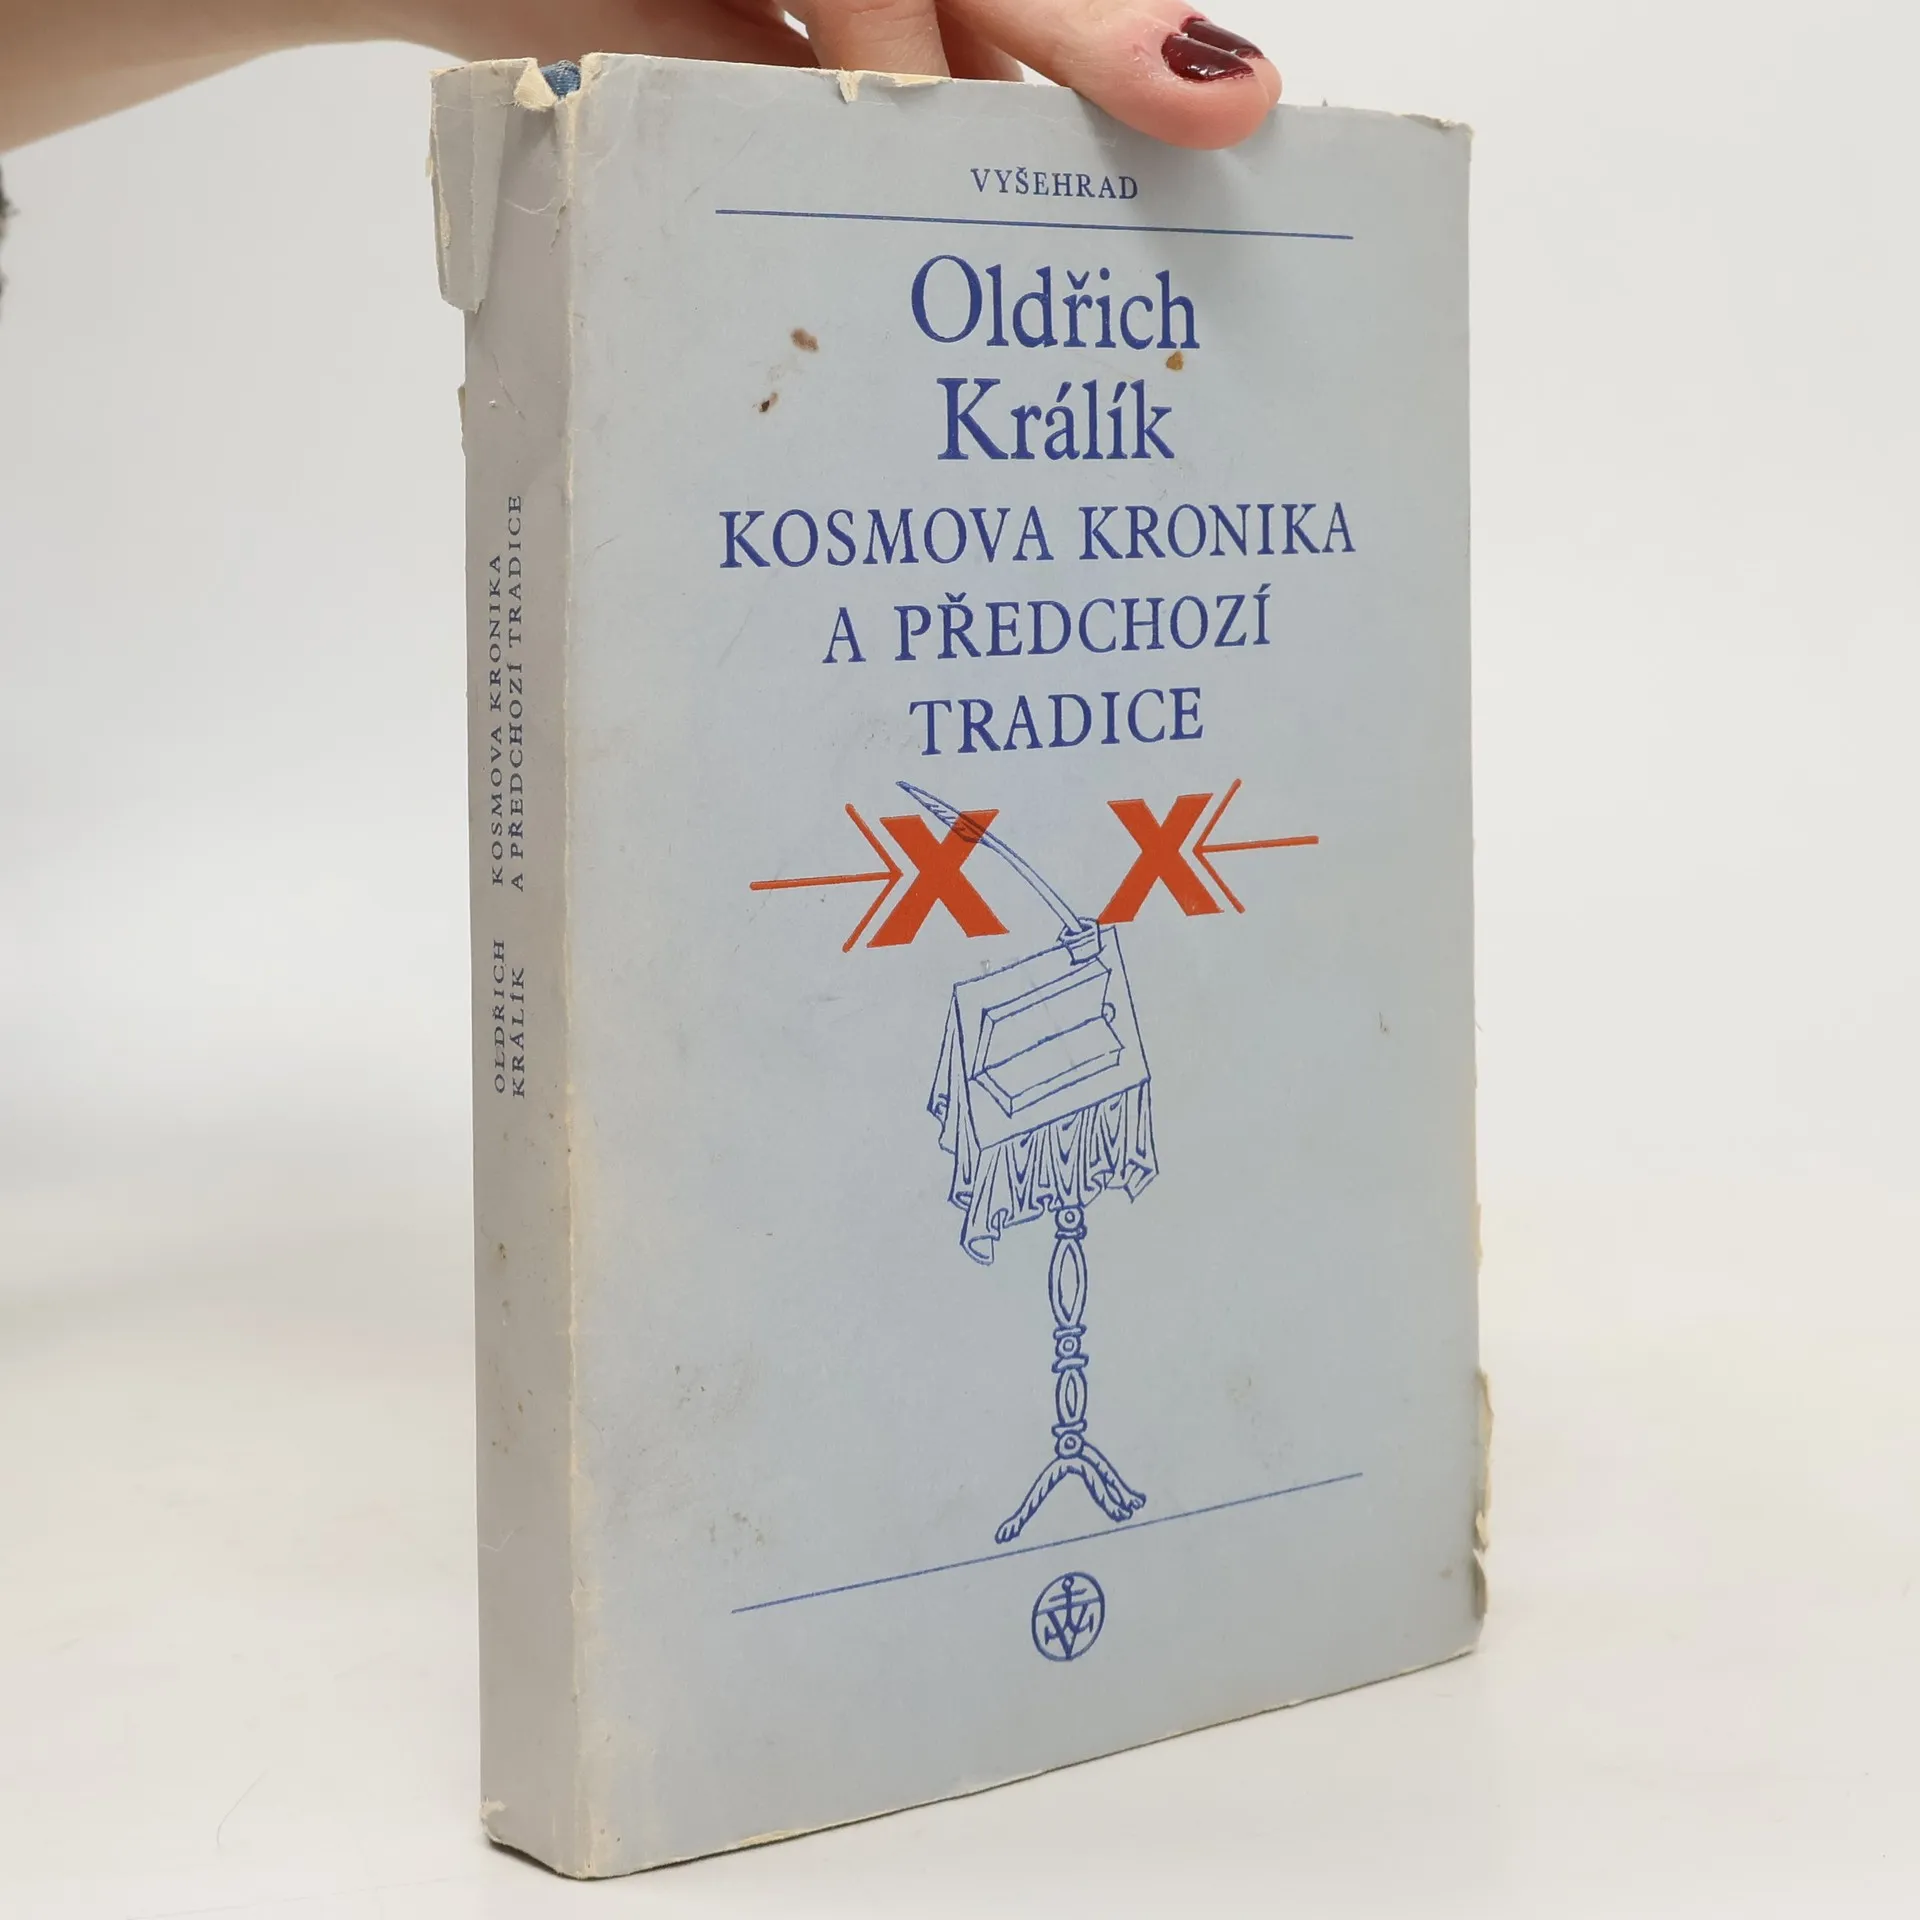 VYŠEHRAD
Oldřich
Králík
KOSMOVA KRONIKA
A PŘEDCHOZÍ
TRADICE
X X
OLDŘICH
KRÁLÍK
KOSMOVA KRONIKA
A PŘEDCHOZÍ TRADICE